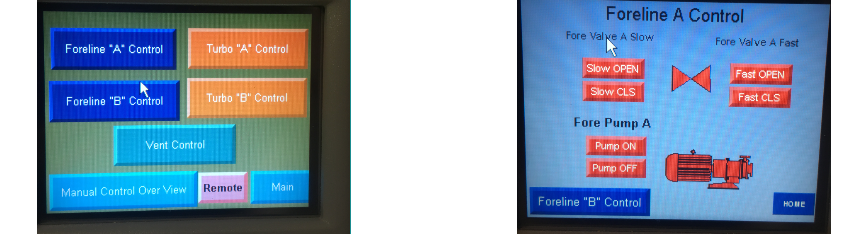 Foreline "A" Control
Turbo "A" Control
Foreline "B" Control
Turbo "B" Control
Vent Control
Manual Control Over View
Remote
Main
Foreline A Control
Fore Valve A Slow
Fore Valve A Fast
Slow OPEN
Fast OPEN
Slow CLS
Fast CLS
Fore Pump A
Pump ON
Pump OFF
Foreline "B" Control
HOME